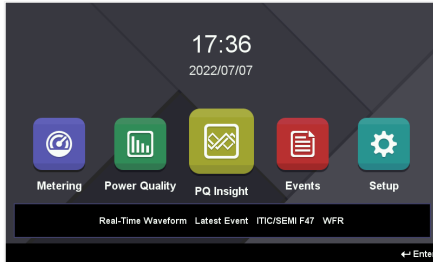 17:36
2022/07/07
Metering Power Quality PQ Insight Events Setup
Real-Time Waveform Latest Event ITIC/SEMI F47 WFR
Enter